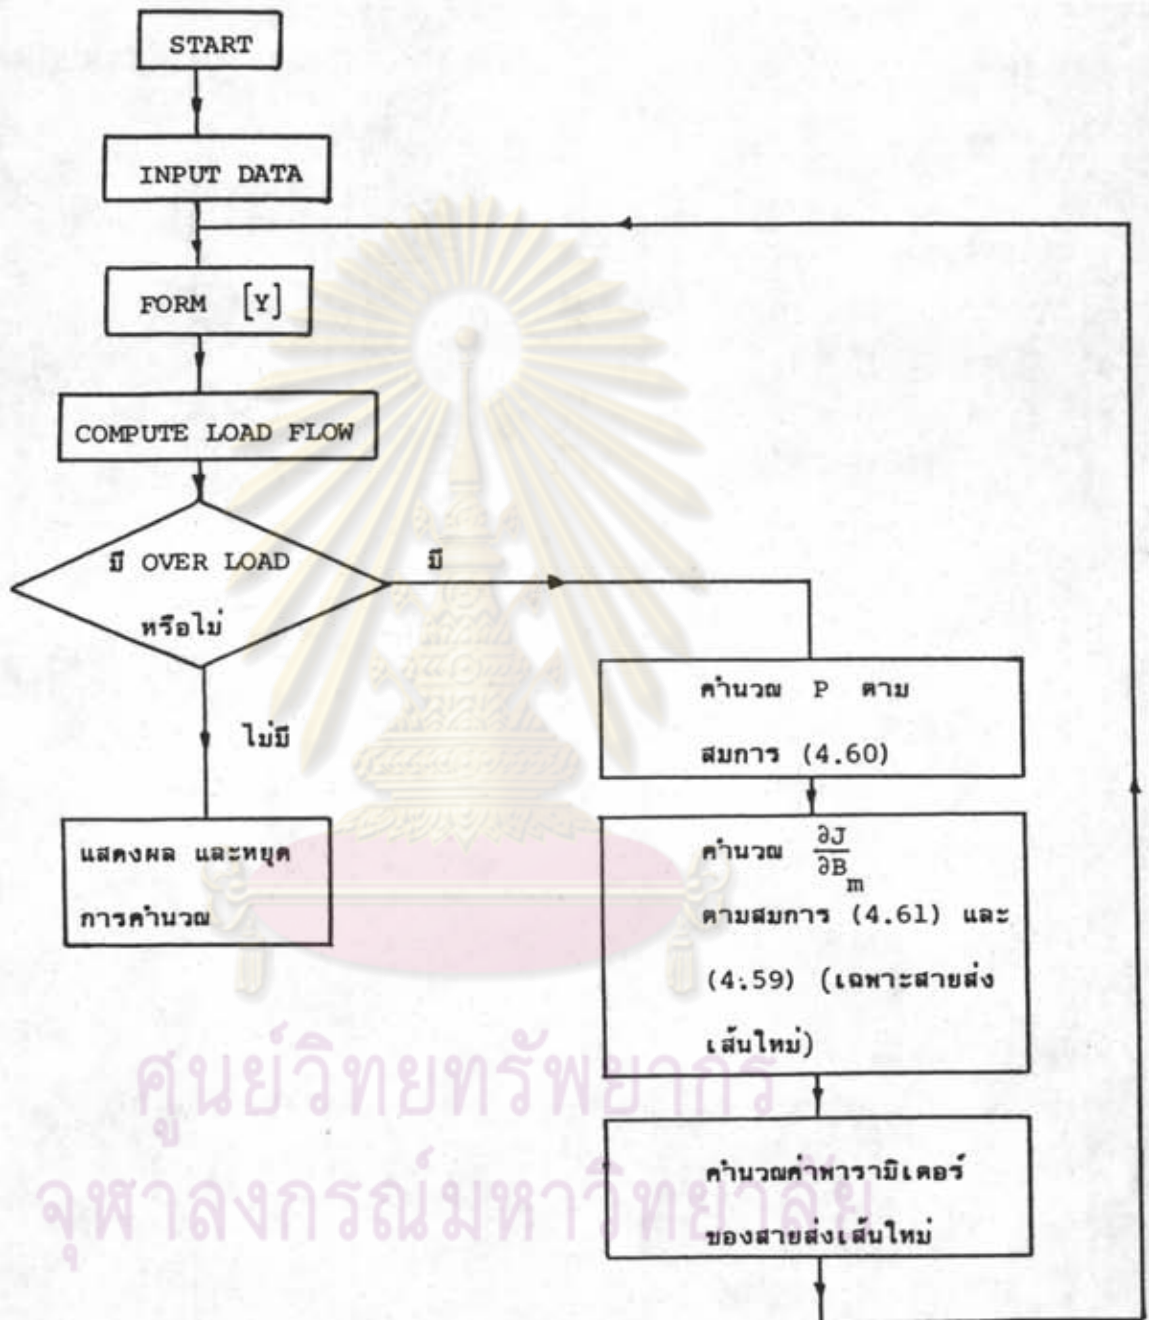 START
INPUT DATA
FORM [Y]
COMPUTE LOAD FLOW
มี OVER LOAD
หรือไม่
มี
ไม่มี
แสดงผล และหยุด
การคำนวณ
คำนวณ P ตาม
สมการ (4.60)
คำนวณ ∂J/∂B_m
ตามสมการ (4.61) และ
(4.59) (เฉพาะสายส่ง
เส้นใหม่)
คำนวณค่าพารามิเตอร์
ของสายส่งเส้นใหม่
ศูนย์วิทยทรัพยากร
จุฬาลงกรณ์มหาวิทยาลัย